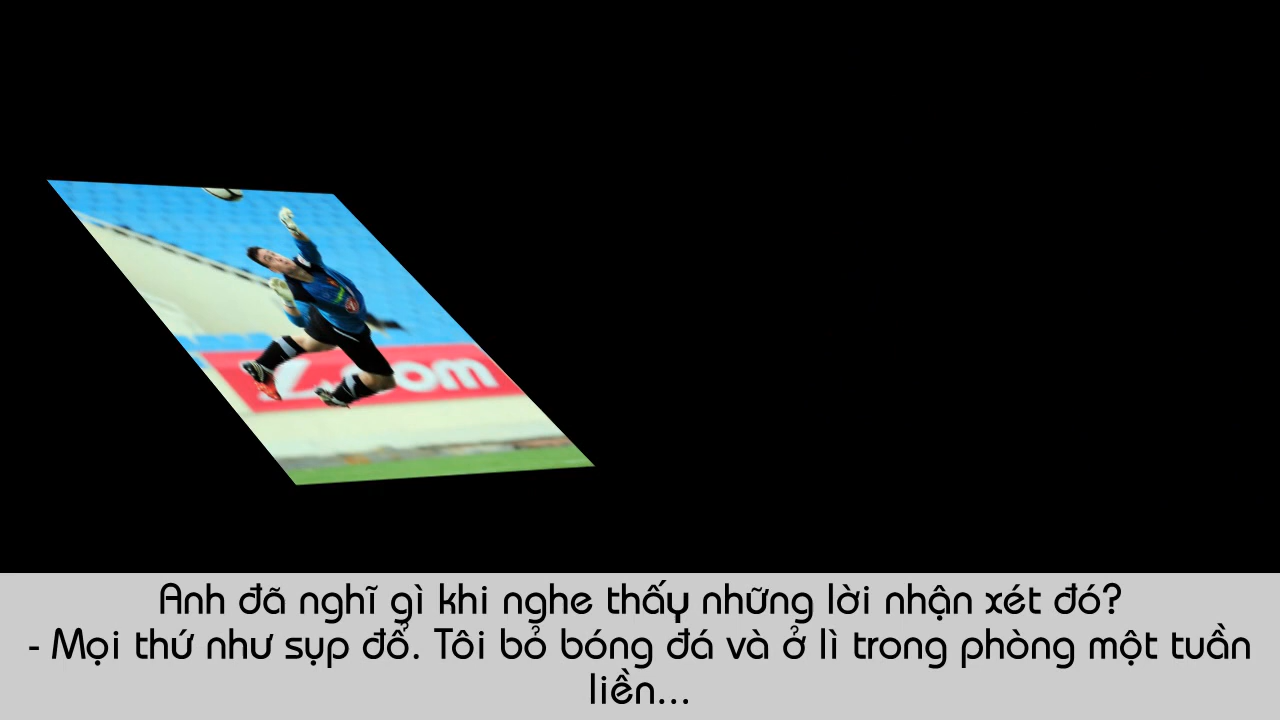 .com
Anh đã nghĩ gì khi nghe thấy những lời nhận xét đó?
- Mọi thứ như sụp đổ. Tôi bỏ bóng đá và ở lì trong phòng một tuần
liền...